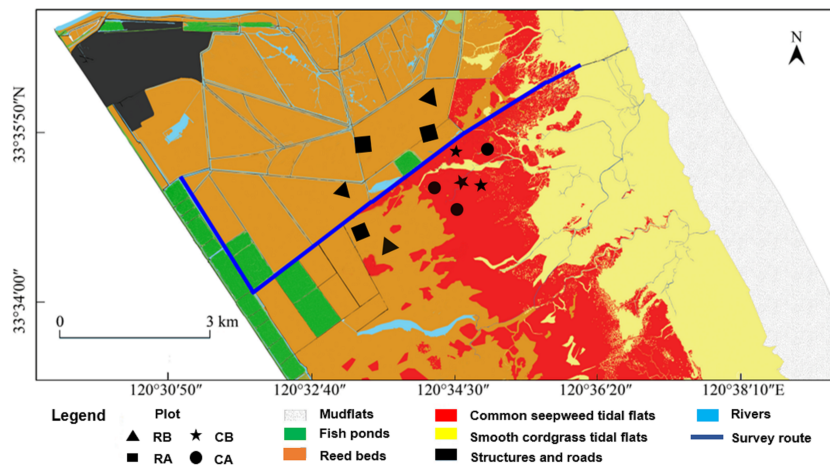 N
33°35′50″N
33°34′00″
0 3 km
120°30′50″ 120°32′40″ 120°34′30″ 120°36′20″ 120°38′10″E
Legend Plot Mudflats Common seepweed tidal flats Rivers
RB CB Fish ponds Smooth cordgrass tidal flats Survey route
RA CA Reed beds Structures and roads